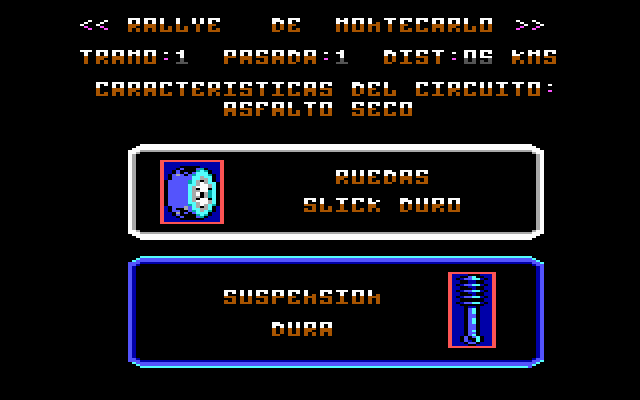 << RALLYE DE MONTECARLO >>
TRAMO:1 PASADA:1 DIST:05 KMS
CARACTERISTICAS DEL CIRCUITO:
ASFALTO SECO
RUEDAS
SLICK DURO
SUSPENSION
DURA